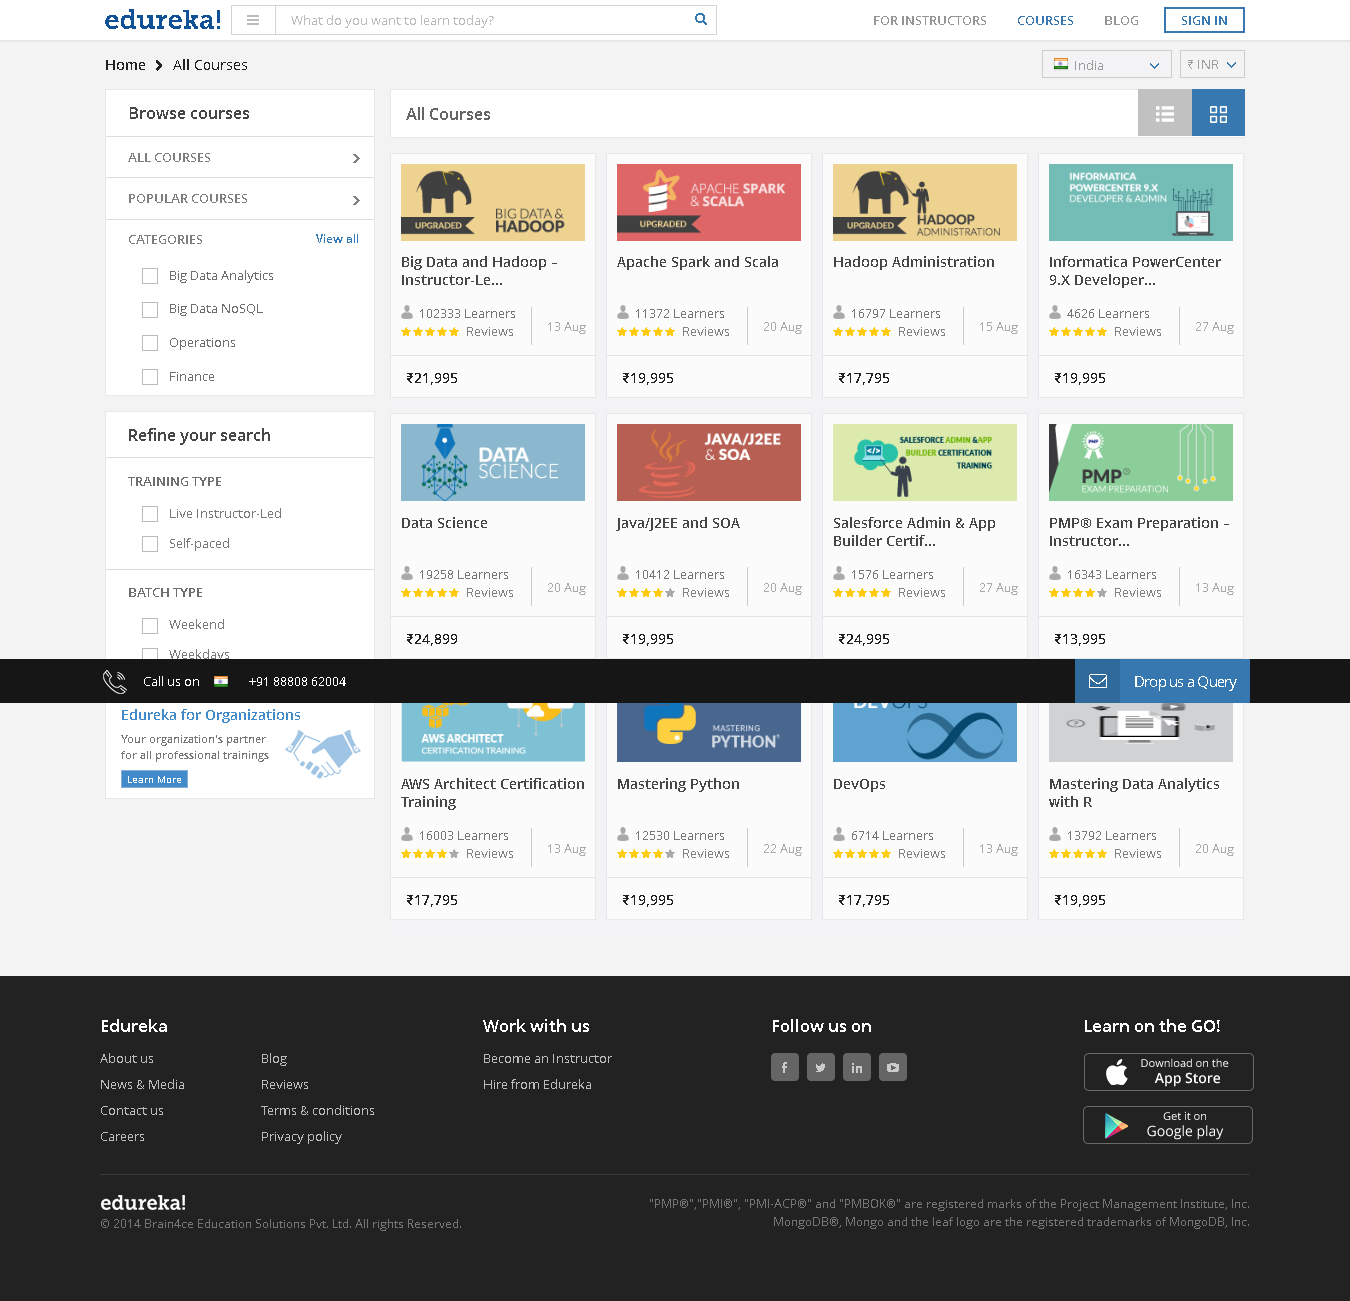 edureka!
What do you want to learn today?
FOR INSTRUCTORS
COURSES
BLOG
SIGN IN
Home
All Courses
India
₹ INR
Browse courses
ALL COURSES
POPULAR COURSES
CATEGORIES
View all
Big Data Analytics
Big Data NoSQL
Operations
Finance
Refine your search
TRAINING TYPE
Live Instructor-Led
Self-paced
BATCH TYPE
Weekend
Weekdays
All Courses
BIG DATA &
HADOOP
UPGRADED
Big Data and Hadoop –
Instructor-Le...
102333 Learners
Reviews
13 Aug
₹21,995
APACHE SPARK
& SCALA
UPGRADED
Apache Spark and Scala
11372 Learners
Reviews
20 Aug
₹19,995
HADOOP
ADMINISTRATION
UPGRADED
Hadoop Administration
16797 Learners
Reviews
15 Aug
₹17,795
INFORMATICA
POWERCENTER 9.X
DEVELOPER & ADMIN
Informatica PowerCenter
9.X Developer...
4626 Learners
Reviews
27 Aug
₹19,995
DATA
SCIENCE
Data Science
19258 Learners
Reviews
20 Aug
₹24,899
JAVA/J2EE
& SOA
Java/J2EE and SOA
10412 Learners
Reviews
20 Aug
₹19,995
SALESFORCE ADMIN & APP
BUILDER CERTIFICATION
TRAINING
Salesforce Admin & App
Builder Certif...
1576 Learners
Reviews
27 Aug
₹24,995
PMP
PMP®
EXAM PREPARATION
PMP® Exam Preparation –
Instructor...
16343 Learners
Reviews
13 Aug
₹13,995
Call us on
+91 88808 62004
Drop us a Query
Edureka for Organizations
Your organization's partner
for all professional trainings
Learn More
AWS ARCHITECT
CERTIFICATION TRAINING
AWS Architect Certification
Training
16003 Learners
Reviews
13 Aug
₹17,795
MASTERING
PYTHON®
Mastering Python
12530 Learners
Reviews
22 Aug
₹19,995
DEVOPS
DevOps
6714 Learners
Reviews
13 Aug
₹17,795
Mastering Data Analytics
with R
13792 Learners
Reviews
20 Aug
₹19,995
Edureka
About us
News & Media
Contact us
Careers
Blog
Reviews
Terms & conditions
Privacy policy
Work with us
Become an Instructor
Hire from Edureka
Follow us on
Learn on the GO!
Download on the
App Store
Get it on
Google play
edureka!
© 2014 Brain4ce Education Solutions Pvt. Ltd. All rights Reserved.
"PMP®","PMI®", "PMI-ACP®" and "PMBOK®" are registered marks of the Project Management Institute, Inc.
MongoDB®, Mongo and the leaf logo are the registered trademarks of MongoDB, Inc.